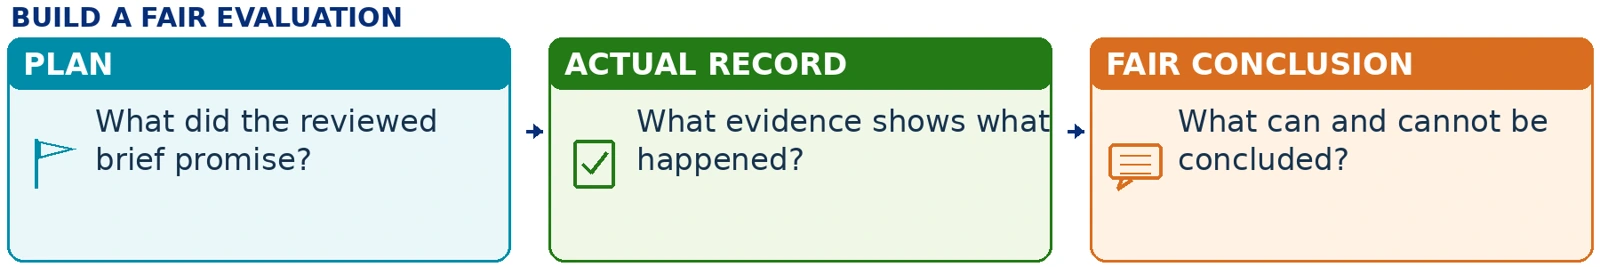 BUILD A FAIR EVALUATION
PLAN
What did the reviewed
brief promise?
ACTUAL RECORD
What evidence shows what
happened?
FAIR CONCLUSION
What can and cannot be
concluded?